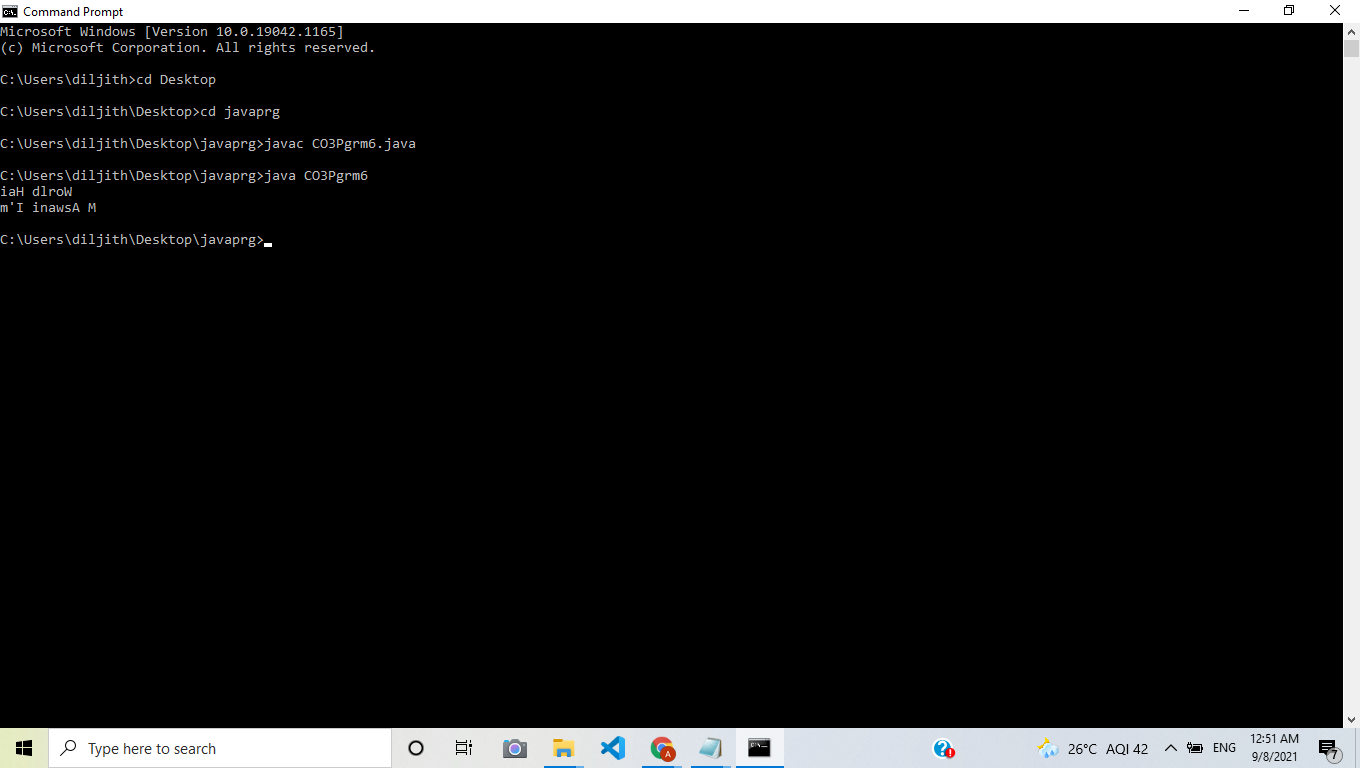 Command Prompt
Microsoft Windows [Version 10.0.19042.1165]
(c) Microsoft Corporation. All rights reserved.
C:\Users\diljith>cd Desktop
C:\Users\diljith\Desktop>cd javaprg
C:\Users\diljith\Desktop\javaprg>javac CO3Pgrm6.java
C:\Users\diljith\Desktop\javaprg>java CO3Pgrm6
iaH dlroW
m'I inawsA M
C:\Users\diljith\Desktop\javaprg>
Type here to search
A
26°C AQI 42
ENG
12:51 AM
9/8/2021
7